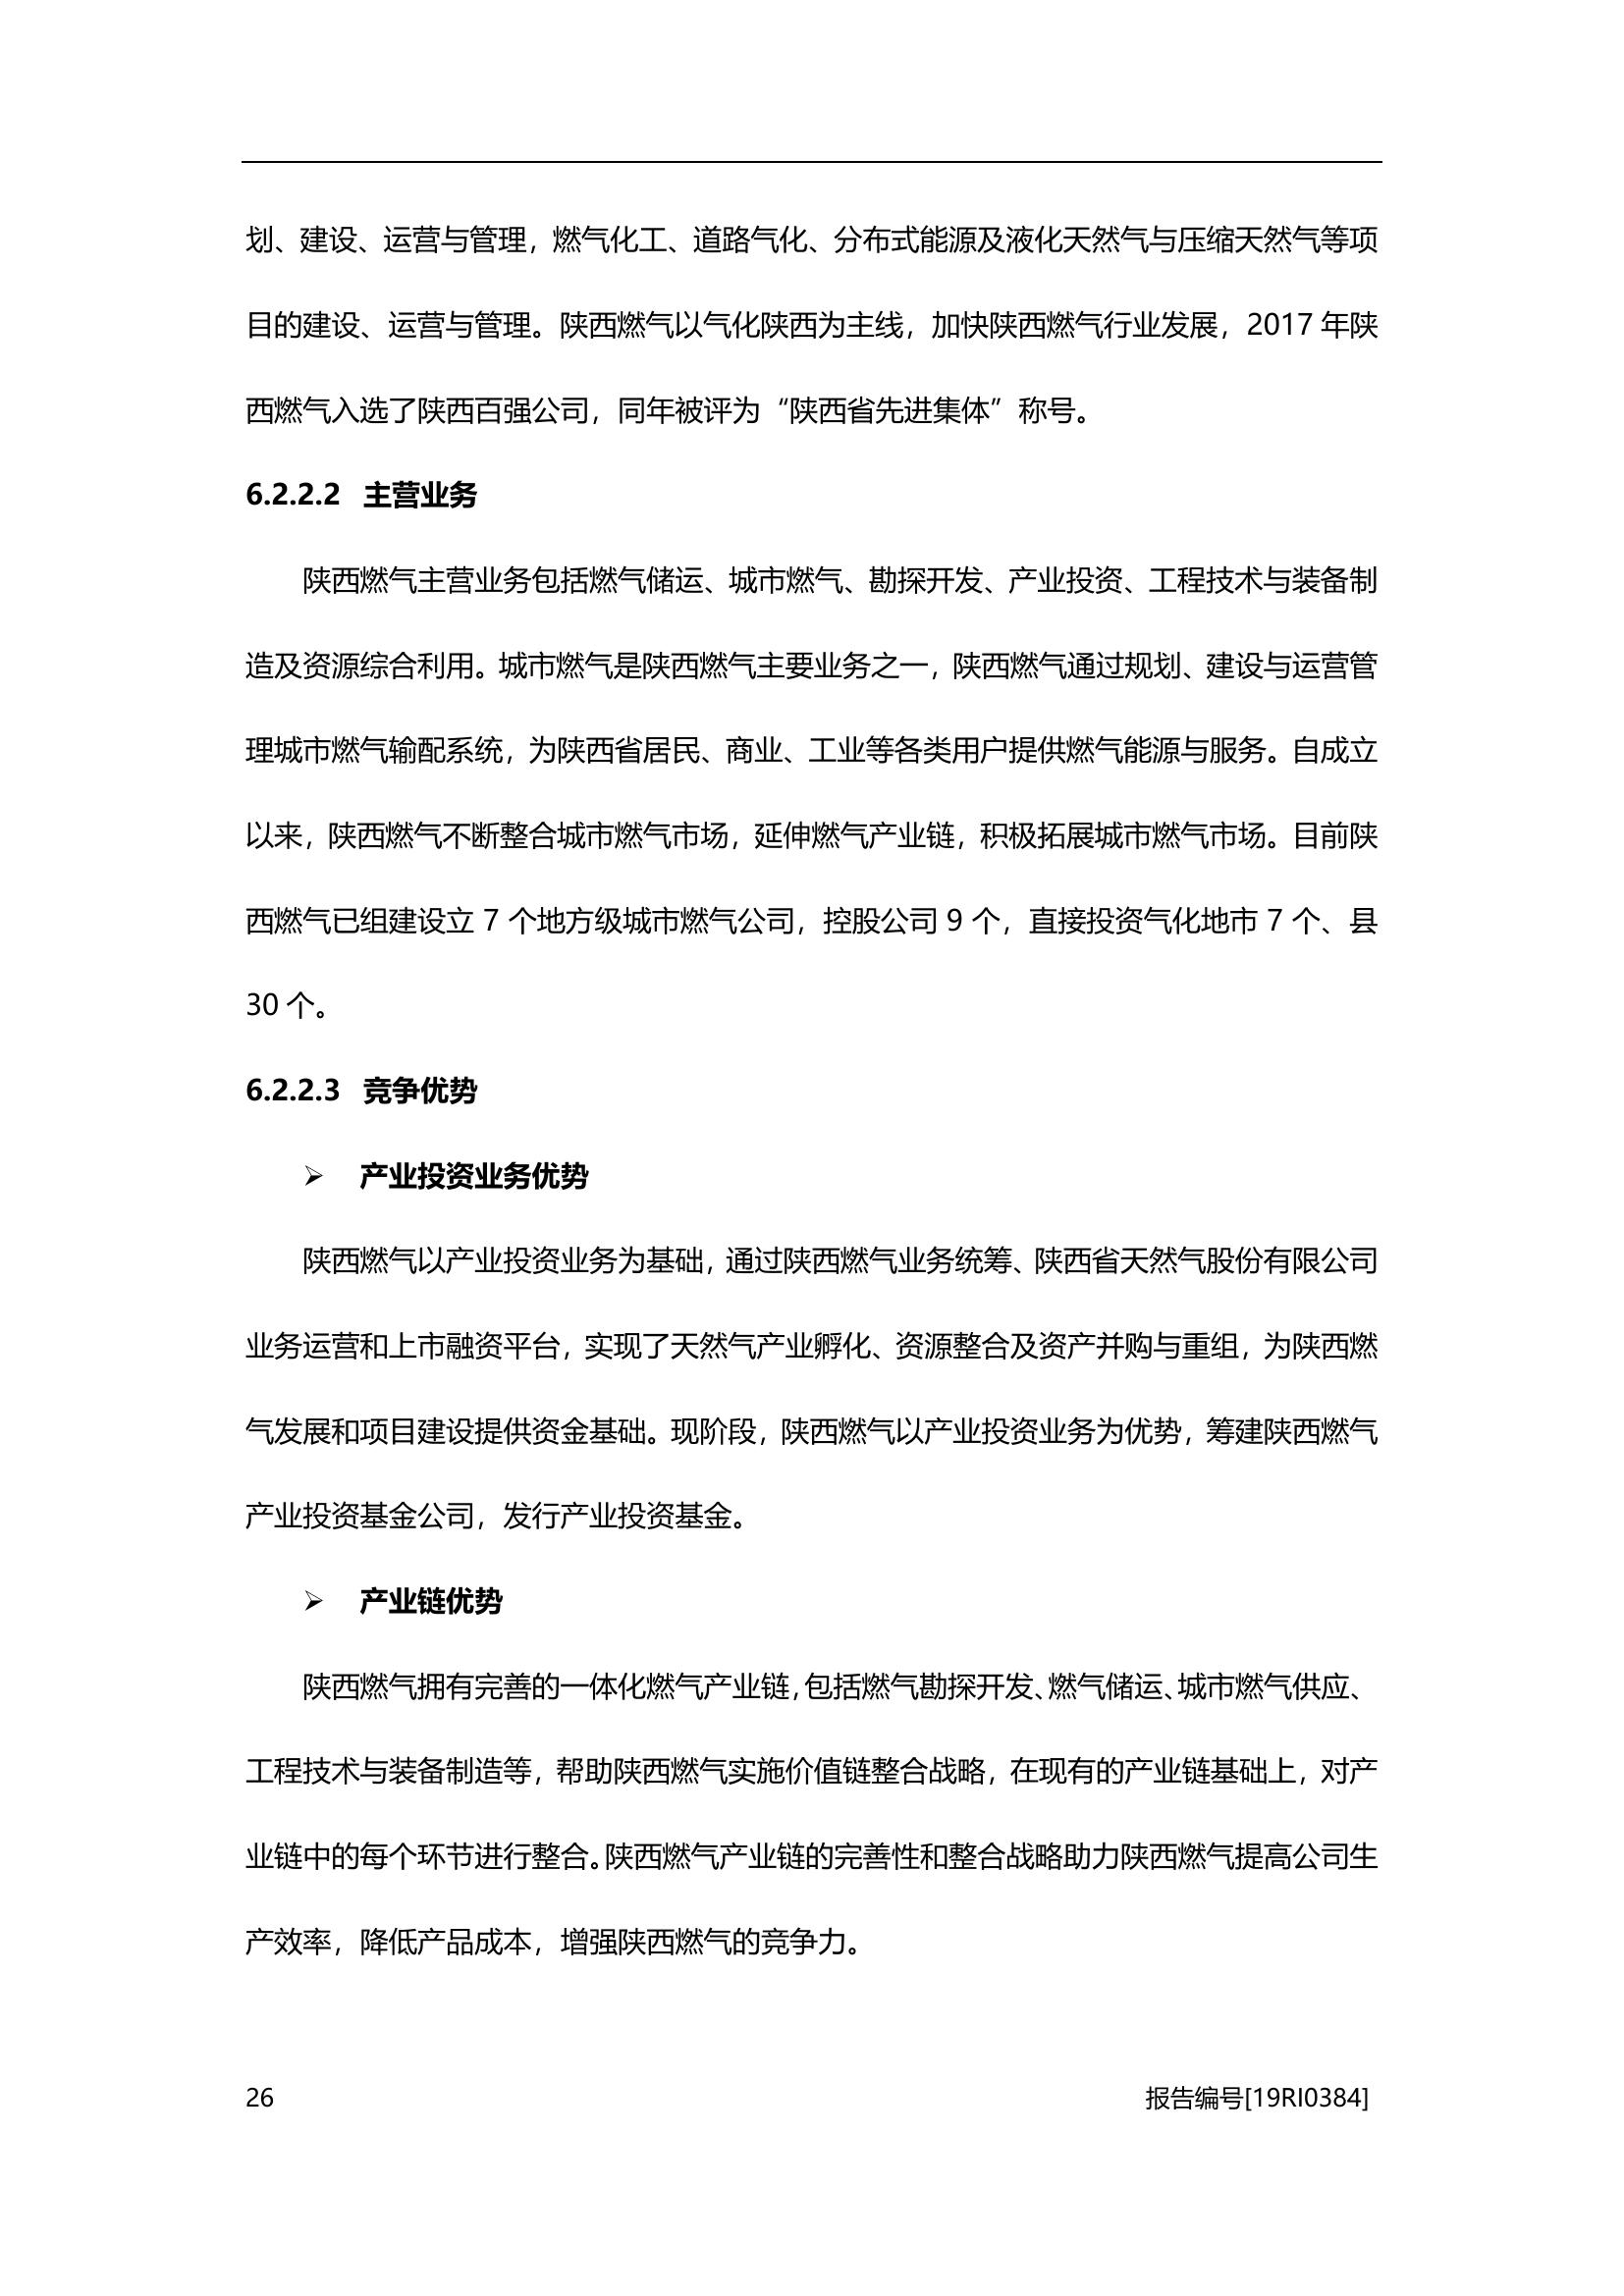 划、建设、运营与管理，燃气化工、道路气化、分布式能源及液化天然气与压缩天然气等项
目的建设、运营与管理。陕西燃气以气化陕西为主线，加快陕西燃气行业发展，2017 年陕
西燃气入选了陕西百强公司，同年被评为“陕西省先进集体”称号。
6.2.2.2 主营业务
陕西燃气主营业务包括燃气储运、城市燃气、勘探开发、产业投资、工程技术与装备制
造及资源综合利用。城市燃气是陕西燃气主要业务之一，陕西燃气通过规划、建设与运营管
理城市燃气输配系统，为陕西省居民、商业、工业等各类用户提供燃气能源与服务。自成立
以来，陕西燃气不断整合城市燃气市场，延伸燃气产业链，积极拓展城市燃气市场。目前陕
西燃气已组建设立 7 个地方级城市燃气公司，控股公司 9 个，直接投资气化地市 7 个、县
30 个。
6.2.2.3 竞争优势
➢ 产业投资业务优势
陕西燃气以产业投资业务为基础，通过陕西燃气业务统筹、陕西省天然气股份有限公司
业务运营和上市融资平台，实现了天然气产业孵化、资源整合及资产并购与重组，为陕西燃
气发展和项目建设提供资金基础。现阶段，陕西燃气以产业投资业务为优势，筹建陕西燃气
产业投资基金公司，发行产业投资基金。
➢ 产业链优势
陕西燃气拥有完善的一体化燃气产业链，包括燃气勘探开发、燃气储运、城市燃气供应、
工程技术与装备制造等，帮助陕西燃气实施价值链整合战略，在现有的产业链基础上，对产
业链中的每个环节进行整合。陕西燃气产业链的完善性和整合战略助力陕西燃气提高公司生
产效率，降低产品成本，增强陕西燃气的竞争力。
26 报告编号[19RI0384]